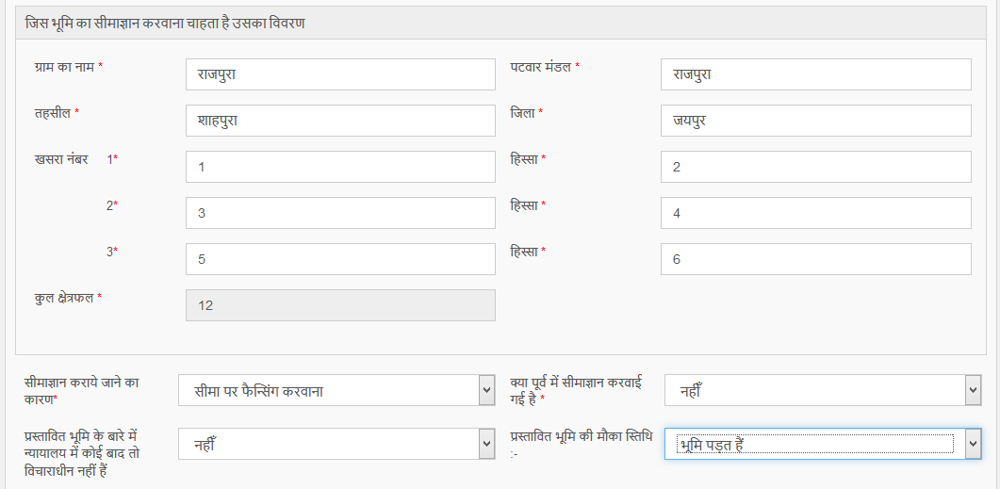 जिस भूमि का सीमाज्ञान करवाना चाहता है उसका विवरण
ग्राम का नाम * राजपुरा पटवार मंडल * राजपुरा
तहसील * शाहपुरा जिला * जयपुर
खसरा नंबर 1* 1 हिस्सा * 2
2* 3 हिस्सा * 4
3* 5 हिस्सा * 6
कुल क्षेत्रफल * 12
सीमाज्ञान कराये जाने का
कारण*
सीमा पर फैन्सिंग करवाना
क्या पूर्व में सीमाज्ञान करवाई
गई है *
नहीँ
प्रस्तावित भूमि के बारे में
न्यायालय में कोई बाद तो
विचाराधीन नहीं हैं
नहीँ
प्रस्तावित भूमि की मौका स्तिथि
:-
भूमि पड़त हैं